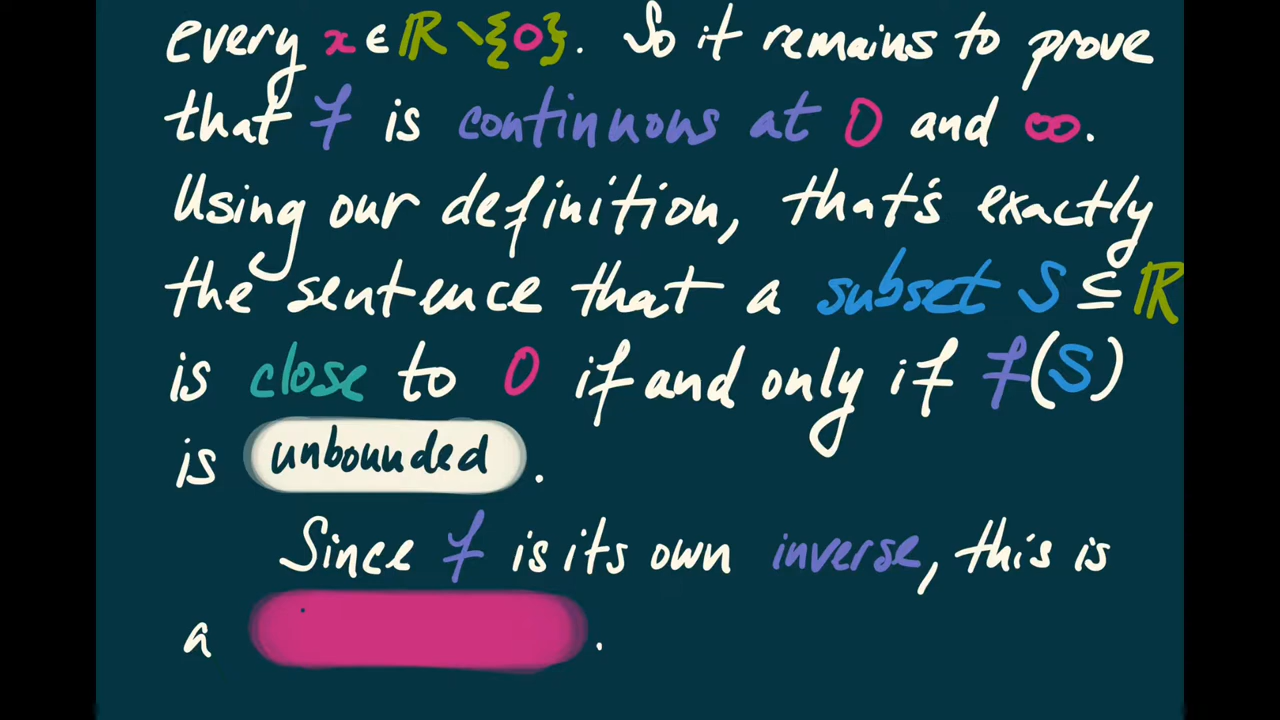 every x ∈ ℝ∖{0}. So it remains to prove
that f is continuous at 0 and ∞.
Using our definition, that's exactly
the sentence that a subset S ⊆ ℝ
is close to 0 if and only if f(S)
is unbounded.
Since f is its own inverse, this is
a .